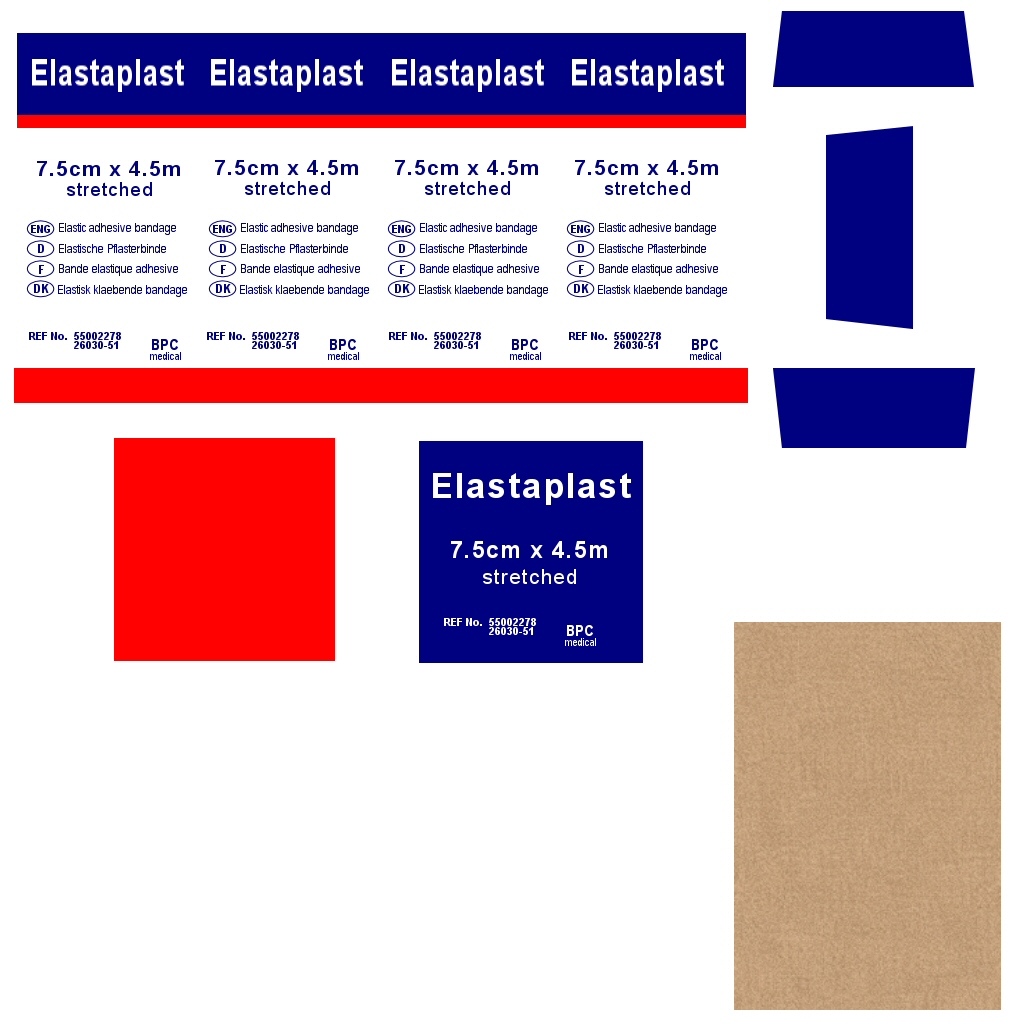 Elastaplast Elastaplast Elastaplast Elastaplast
7.5cm x 4.5m 7.5cm x 4.5m 7.5cm x 4.5m 7.5cm x 4.5m
stretched stretched stretched stretched
ENG Elastic adhesive bandage ENG Elastic adhesive bandage ENG Elastic adhesive bandage ENG Elastic adhesive bandage
D Elastische Pflasterbinde D Elastische Pflasterbinde D Elastische Pflasterbinde D Elastische Pflasterbinde
F Bande elastique adhesive F Bande elastique adhesive F Bande elastique adhesive F Bande elastique adhesive
DK Elastisk klaebende bandage DK Elastisk klaebende bandage DK Elastisk klaebende bandage DK Elastisk klaebende bandage
REF No. 55002278 REF No. 55002278 REF No. 55002278 REF No. 55002278
26030-51 BPC 26030-51 BPC 26030-51 BPC 26030-51 BPC
medical medical medical medical
Elastaplast
7.5cm x 4.5m
stretched
REF No. 55002278
26030-51 BPC
medical